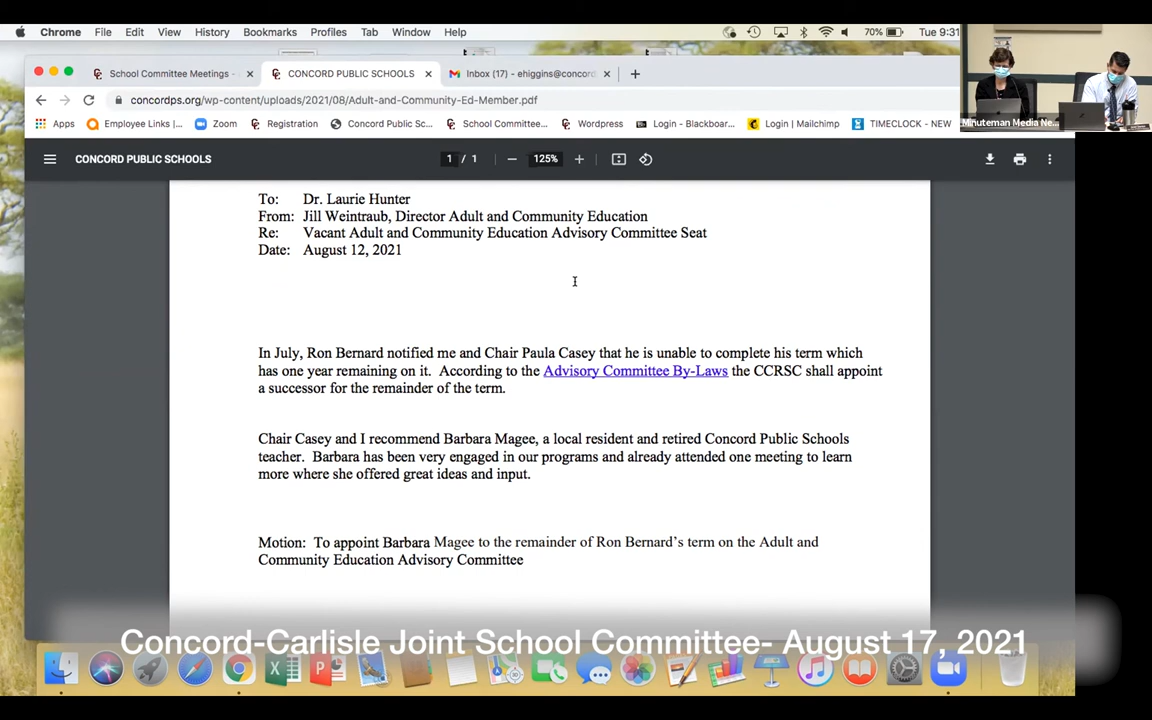 Chrome File Edit View History Bookmarks Profiles Tab Window Help 70% Tue 9:31
School Committee Meetings - CONCORD PUBLIC SCHOOLS Inbox (17) - ehiggins@concord
concordps.org/wp-content/uploads/2021/08/Adult-and-Community-Ed-Member.pdf
Minuteman Media Ne...
Apps Employee Links |... Zoom Registration Concord Public Sc... School Committee... Wordpress Login - Blackboar... Login | Mailchimp TIMECLOCK - NEW
CONCORD PUBLIC SCHOOLS 1 / 1 125%
To: Dr. Laurie Hunter
From: Jill Weintraub, Director Adult and Community Education
Re: Vacant Adult and Community Education Advisory Committee Seat
Date: August 12, 2021
In July, Ron Bernard notified me and Chair Paula Casey that he is unable to complete his term which
has one year remaining on it. According to the Advisory Committee By-Laws the CCRSC shall appoint
a successor for the remainder of the term.
Chair Casey and I recommend Barbara Magee, a local resident and retired Concord Public Schools
teacher. Barbara has been very engaged in our programs and already attended one meeting to learn
more where she offered great ideas and input.
Motion: To appoint Barbara Magee to the remainder of Ron Bernard's term on the Adult and
Community Education Advisory Committee
Concord-Carlisle Joint School Committee- August 17, 2021